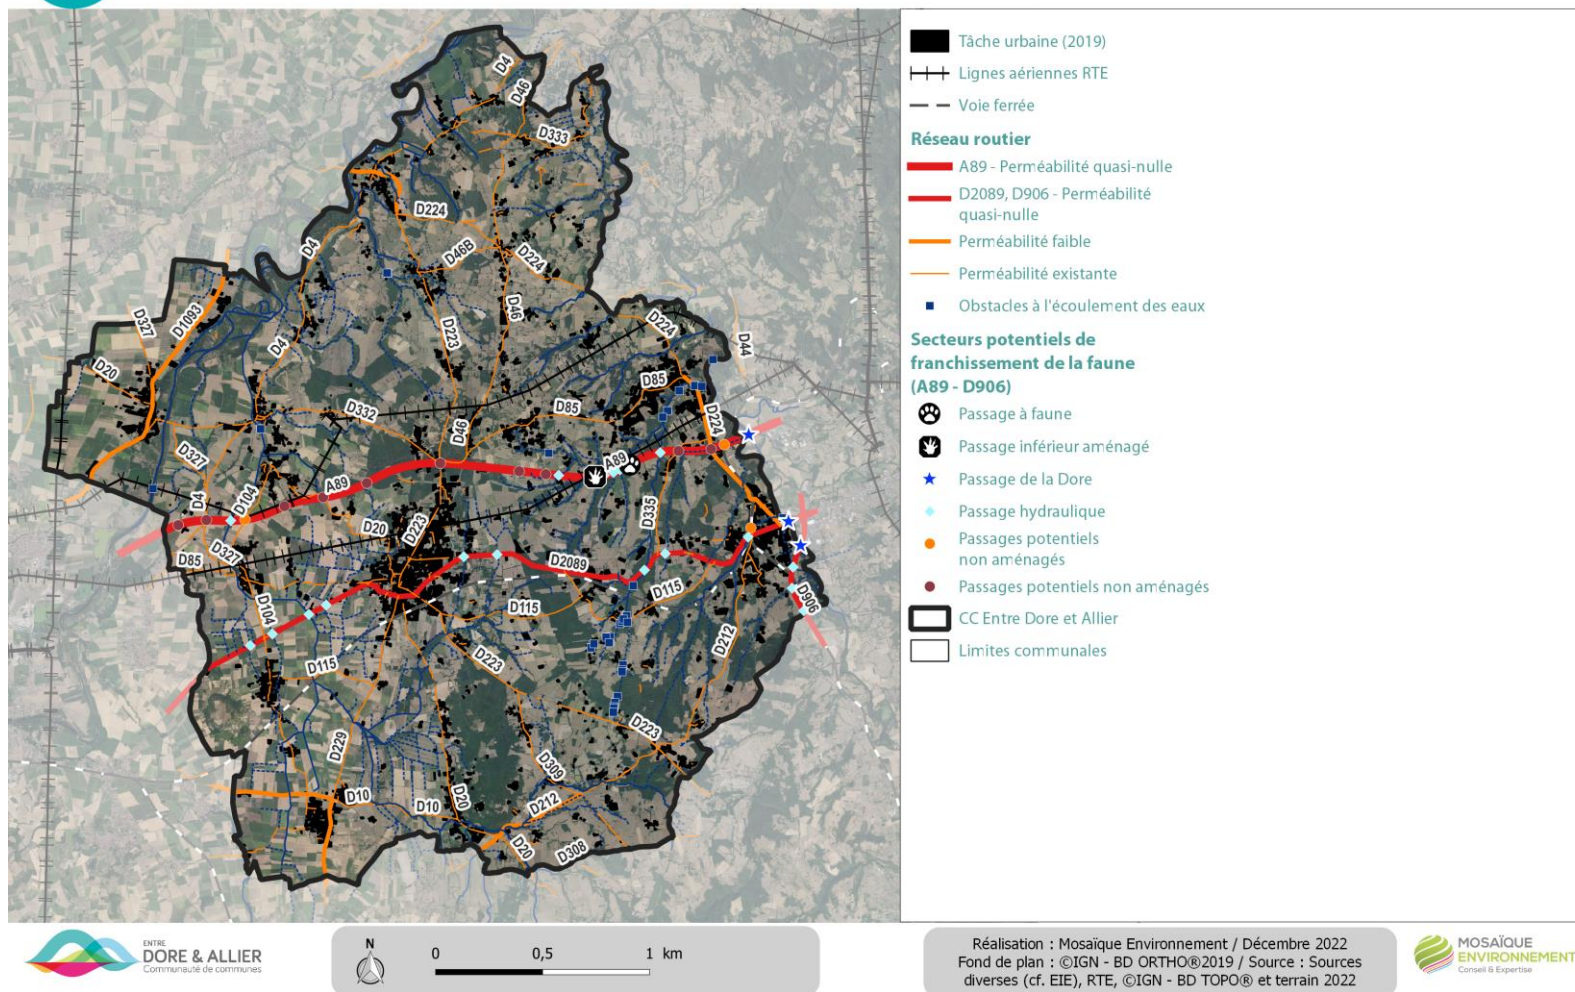 Tâche urbaine (2019)
Lignes aériennes RTE
Voie ferrée
Réseau routier
A89 - Perméabilité quasi-nulle
D2089, D906 - Perméabilité
quasi-nulle
Perméabilité faible
Perméabilité existante
Obstacles à l'écoulement des eaux
Secteurs potentiels de
franchissement de la faune
(A89 - D906)
Passage à faune
Passage inférieur aménagé
Passage de la Dore
Passage hydraulique
Passages potentiels
non aménagés
Passages potentiels non aménagés
CC Entre Dore et Allier
Limites communales
D4
D46
D333
D224
D4
D46B
D224
D327
D1093
D46
D223
D4
D224
D44
D20
D85
D332
D85
D46
D224
D327
A89
A89
D4
D104
D335
D20
D223
D327
D85
D2089
D104
D115
D115
D906
D115
D223
D212
D229
D223
D309
D10
D10
D20
D212
D20
D308
ENTRE
DORE & ALLIER
Communauté de communes
N
0 0,5 1 km
Réalisation : Mosaïque Environnement / Décembre 2022
Fond de plan : ©IGN - BD ORTHO®2019 / Source : Sources
diverses (cf. EIE), RTE, ©IGN - BD TOPO® et terrain 2022
MOSAÏQUE
ENVIRONNEMENT
Conseil & Expertise